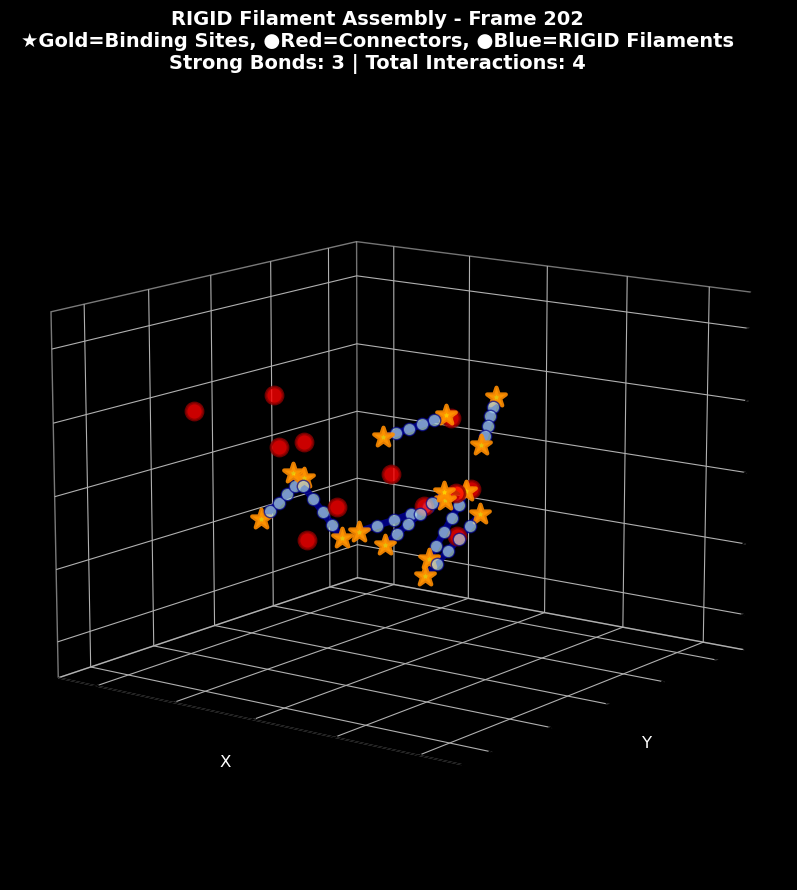 RIGID Filament Assembly - Frame 202
★Gold=Binding Sites, ●Red=Connectors, ●Blue=RIGID Filaments
Strong Bonds: 3 | Total Interactions: 4
Y
X